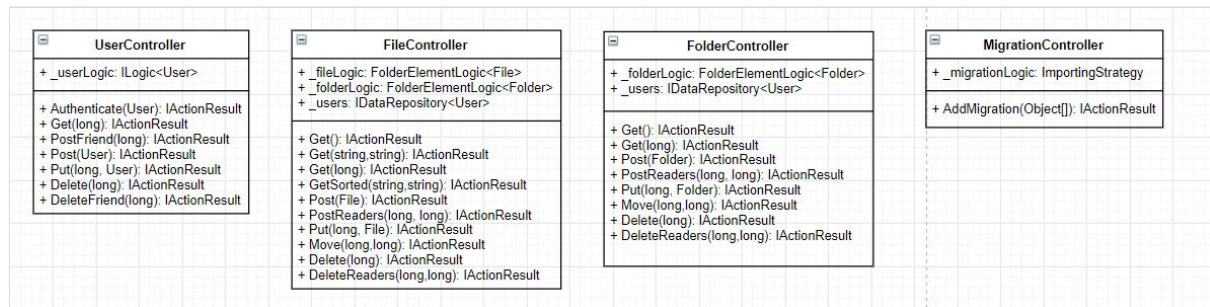 UserController
+ _userLogic: ILogic<User>
+ Authenticate(User): IActionResult
+ Get(long): IActionResult
+ PostFriend(long): IActionResult
+ Post(User): IActionResult
+ Put(long, User): IActionResult
+ Delete(long): IActionResult
+ DeleteFriend(long): IActionResult
FileController
+ _fileLogic: FolderElementLogic<File>
+ _folderLogic: FolderElementLogic<Folder>
+ _users: IDataRepository<User>
+ Get(): IActionResult
+ Get(string,string): IActionResult
+ Get(long): IActionResult
+ GetSorted(string,string): IActionResult
+ Post(File): IActionResult
+ PostReaders(long, long): IActionResult
+ Put(long, File): IActionResult
+ Move(long,long): IActionResult
+ Delete(long): IActionResult
+ DeleteReaders(long,long): IActionResult
FolderController
+ _folderLogic: FolderElementLogic<Folder>
+ _users: IDataRepository<User>
+ Get(): IActionResult
+ Get(long): IActionResult
+ Post(Folder): IActionResult
+ PostReaders(long, long): IActionResult
+ Put(long, Folder): IActionResult
+ Move(long,long): IActionResult
+ Delete(long): IActionResult
+ DeleteReaders(long,long): IActionResult
MigrationController
+ _migrationLogic: ImportingStrategy
+ AddMigration(Object[]): IActionResult